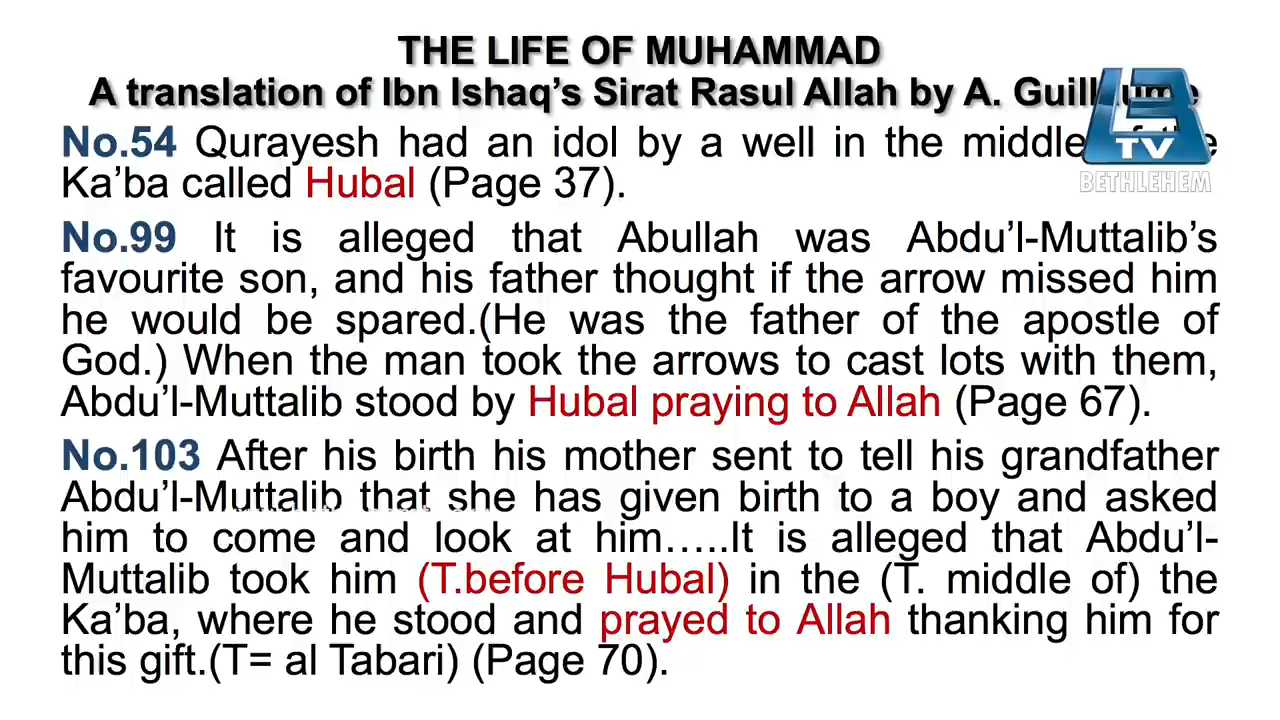 THE LIFE OF MUHAMMAD
A translation of Ibn Ishaq's Sirat Rasul Allah by A. Guillaume
No.54 Qurayesh had an idol by a well in the middle of the
Ka'ba called Hubal (Page 37).
No.99 It is alleged that Abullah was Abdu'l-Muttalib's
favourite son, and his father thought if the arrow missed him
he would be spared.(He was the father of the apostle of
God.) When the man took the arrows to cast lots with them,
Abdu'l-Muttalib stood by Hubal praying to Allah (Page 67).
No.103 After his birth his mother sent to tell his grandfather
Abdu'l-Muttalib that she has given birth to a boy and asked
him to come and look at him…..It is alleged that Abdu'l-
Muttalib took him (T.before Hubal) in the (T. middle of) the
Ka'ba, where he stood and prayed to Allah thanking him for
this gift.(T= al Tabari) (Page 70).
TV
BETHLEHEM